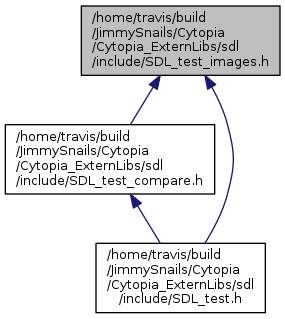 /home/travis/build
/JimmySnails/Cytopia
/Cytopia_ExternLibs/sdl
/include/SDL_test_images.h
/home/travis/build
/JimmySnails/Cytopia
/Cytopia_ExternLibs/sdl
/include/SDL_test_compare.h
/home/travis/build
/JimmySnails/Cytopia
/Cytopia_ExternLibs/sdl
/include/SDL_test.h